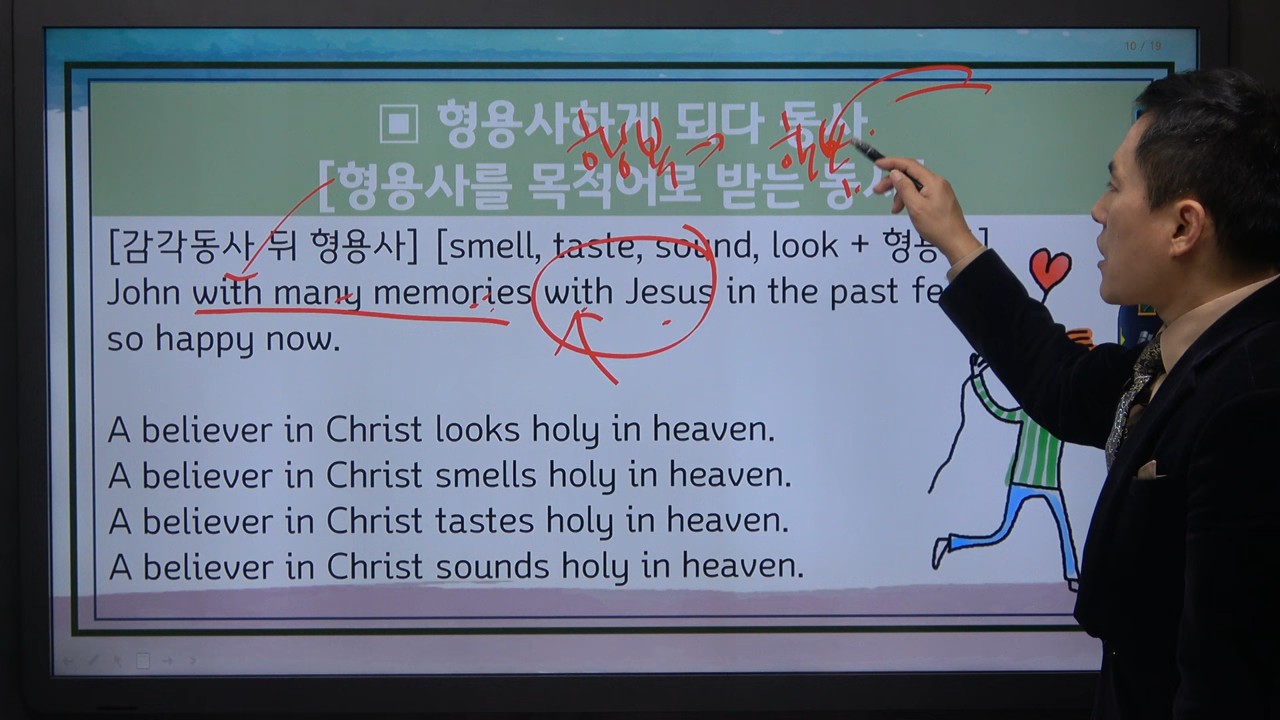 10 / 19
▣ 형용사하게 되다 동사
[형용사를 목적어로 받는 동사]
행복 → 행복
[감각동사 뒤 형용사] [smell, taste, sound, look + 형용
John with many memories with Jesus in the past fe
so happy now.
A believer in Christ looks holy in heaven.
A believer in Christ smells holy in heaven.
A believer in Christ tastes holy in heaven.
A believer in Christ sounds holy in heaven.